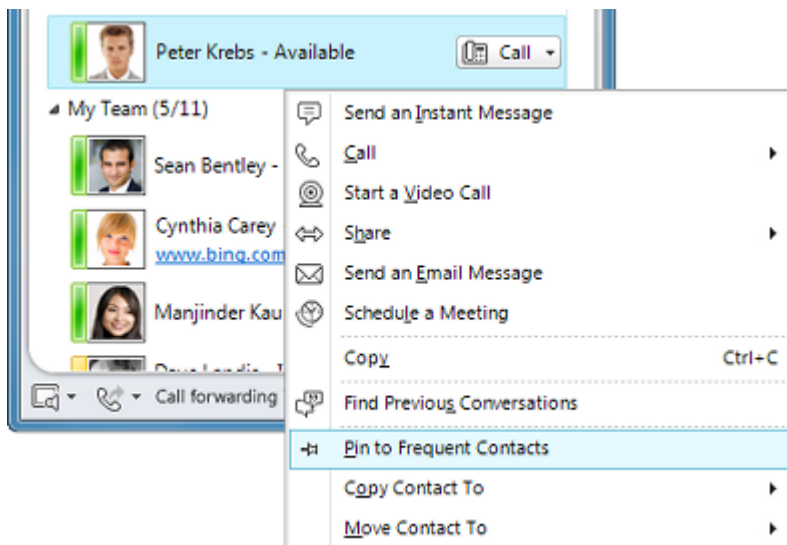 Peter Krebs - Available
Call
My Team (5/11)
Sean Bentley -
Cynthia Carey -
www.bing.com
Manjinder Kau
Call forwarding
Send an Instant Message
Call
Start a Video Call
Share
Send an Email Message
Schedule a Meeting
Copy Ctrl+C
Find Previous Conversations
Pin to Frequent Contacts
Copy Contact To
Move Contact To